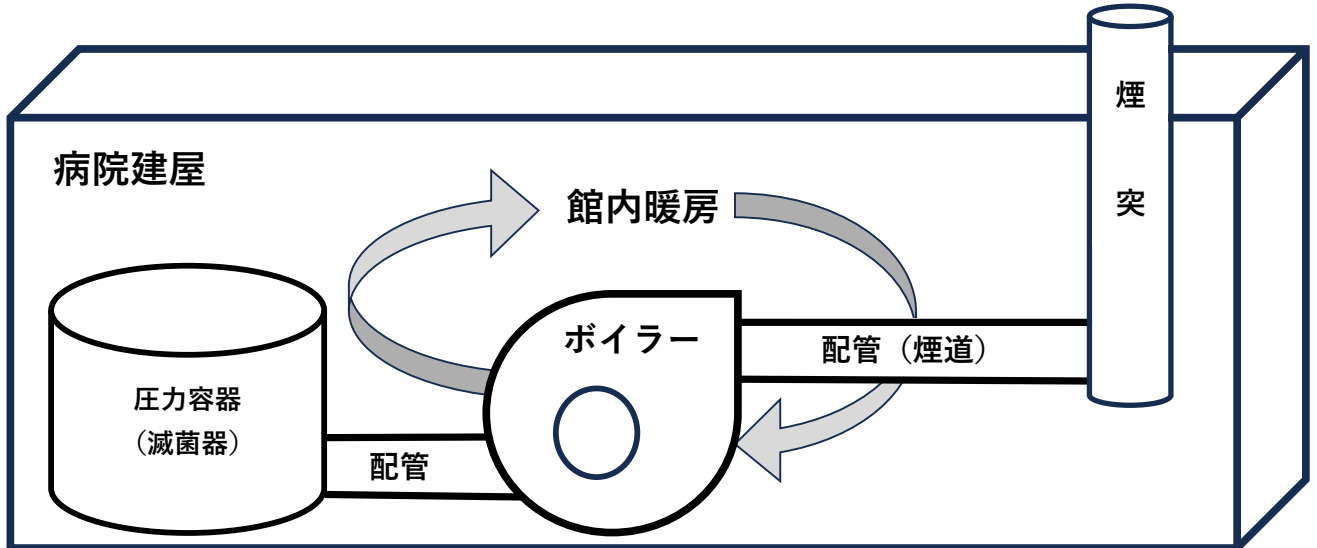 病院建屋
館内暖房
煙
突
ボイラー
配管（煙道）
圧力容器
（滅菌器）
配管